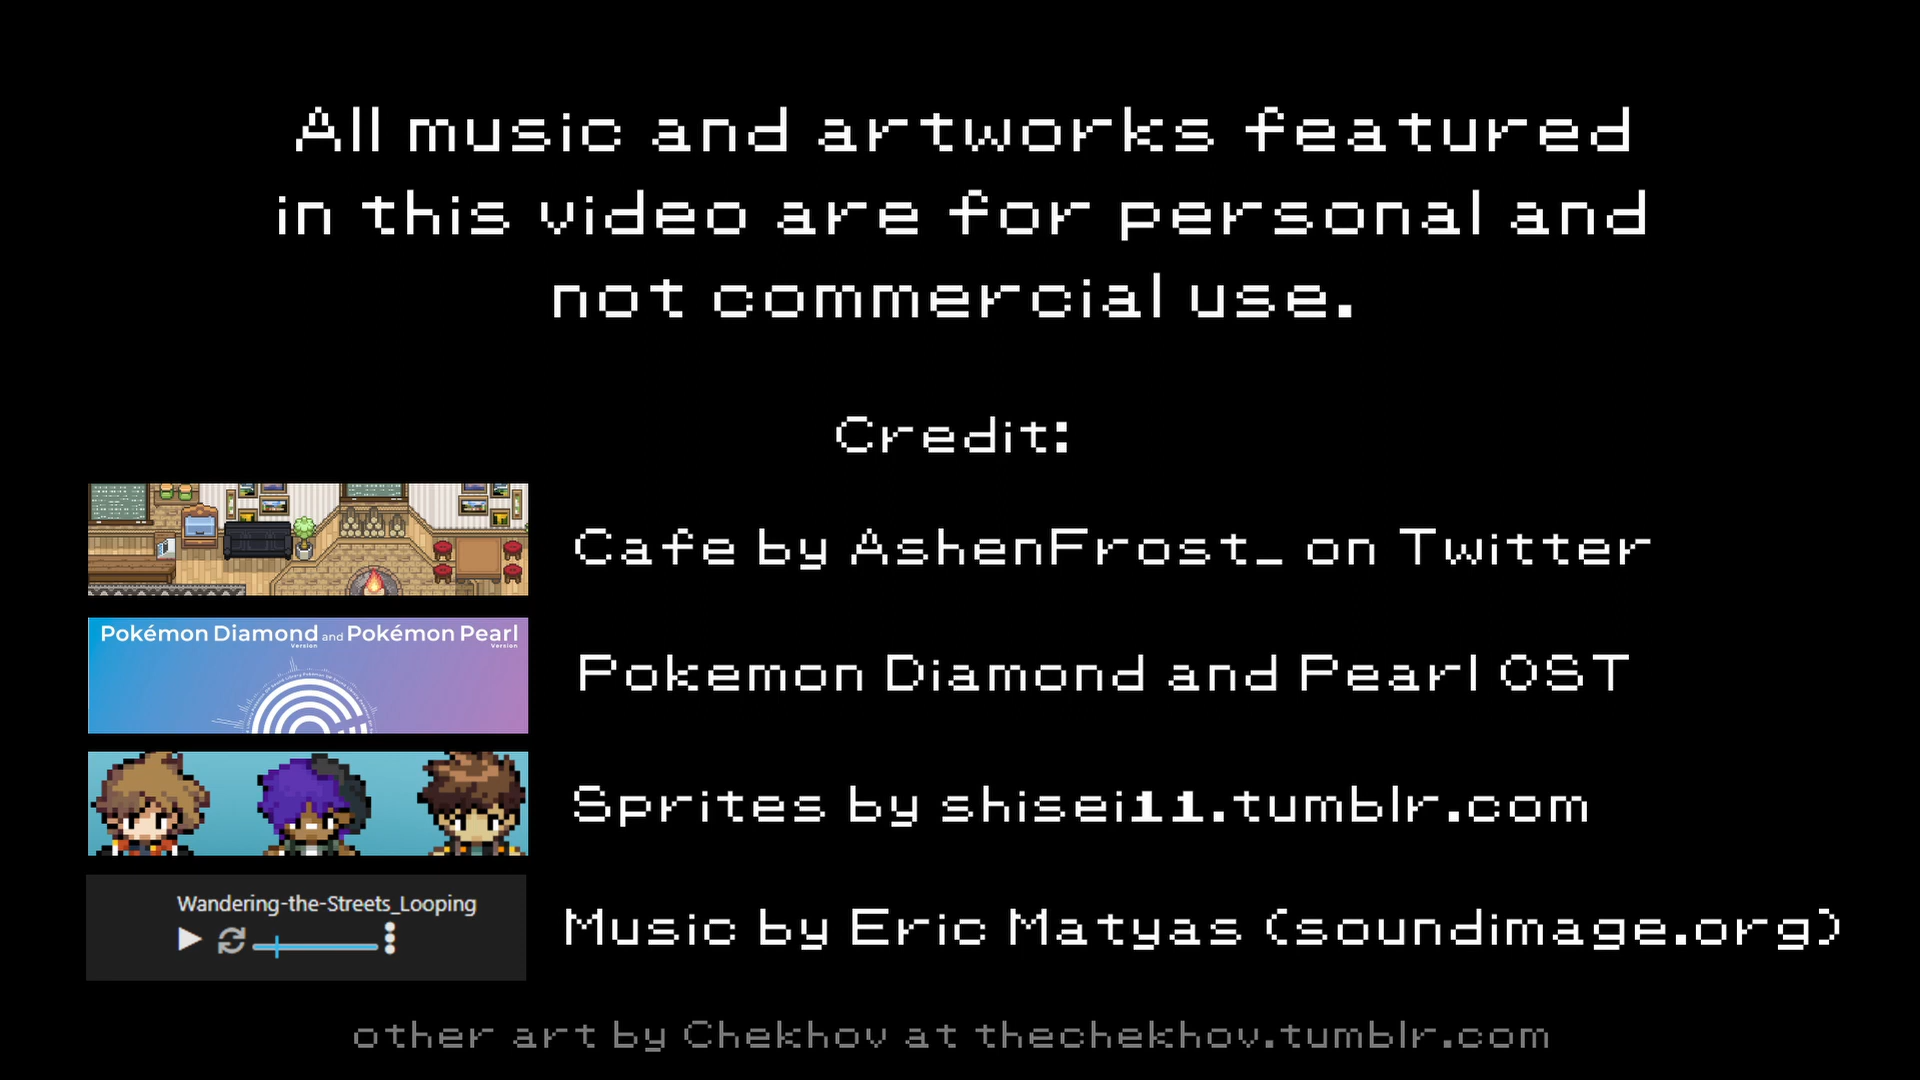 All music and artworks featured
in this video are for personal and
not commercial use.
Credit:
Cafe by AshenFrost_ on Twitter
Pokémon Diamond and Pokémon Pearl
Version Version
Pokemon Diamond and Pearl OST
Sprites by shisei11.tumblr.com
Wandering-the-Streets_Looping
Music by Eric Matyas (soundimage.org)
other art by Chekhov at thechekhov.tumblr.com